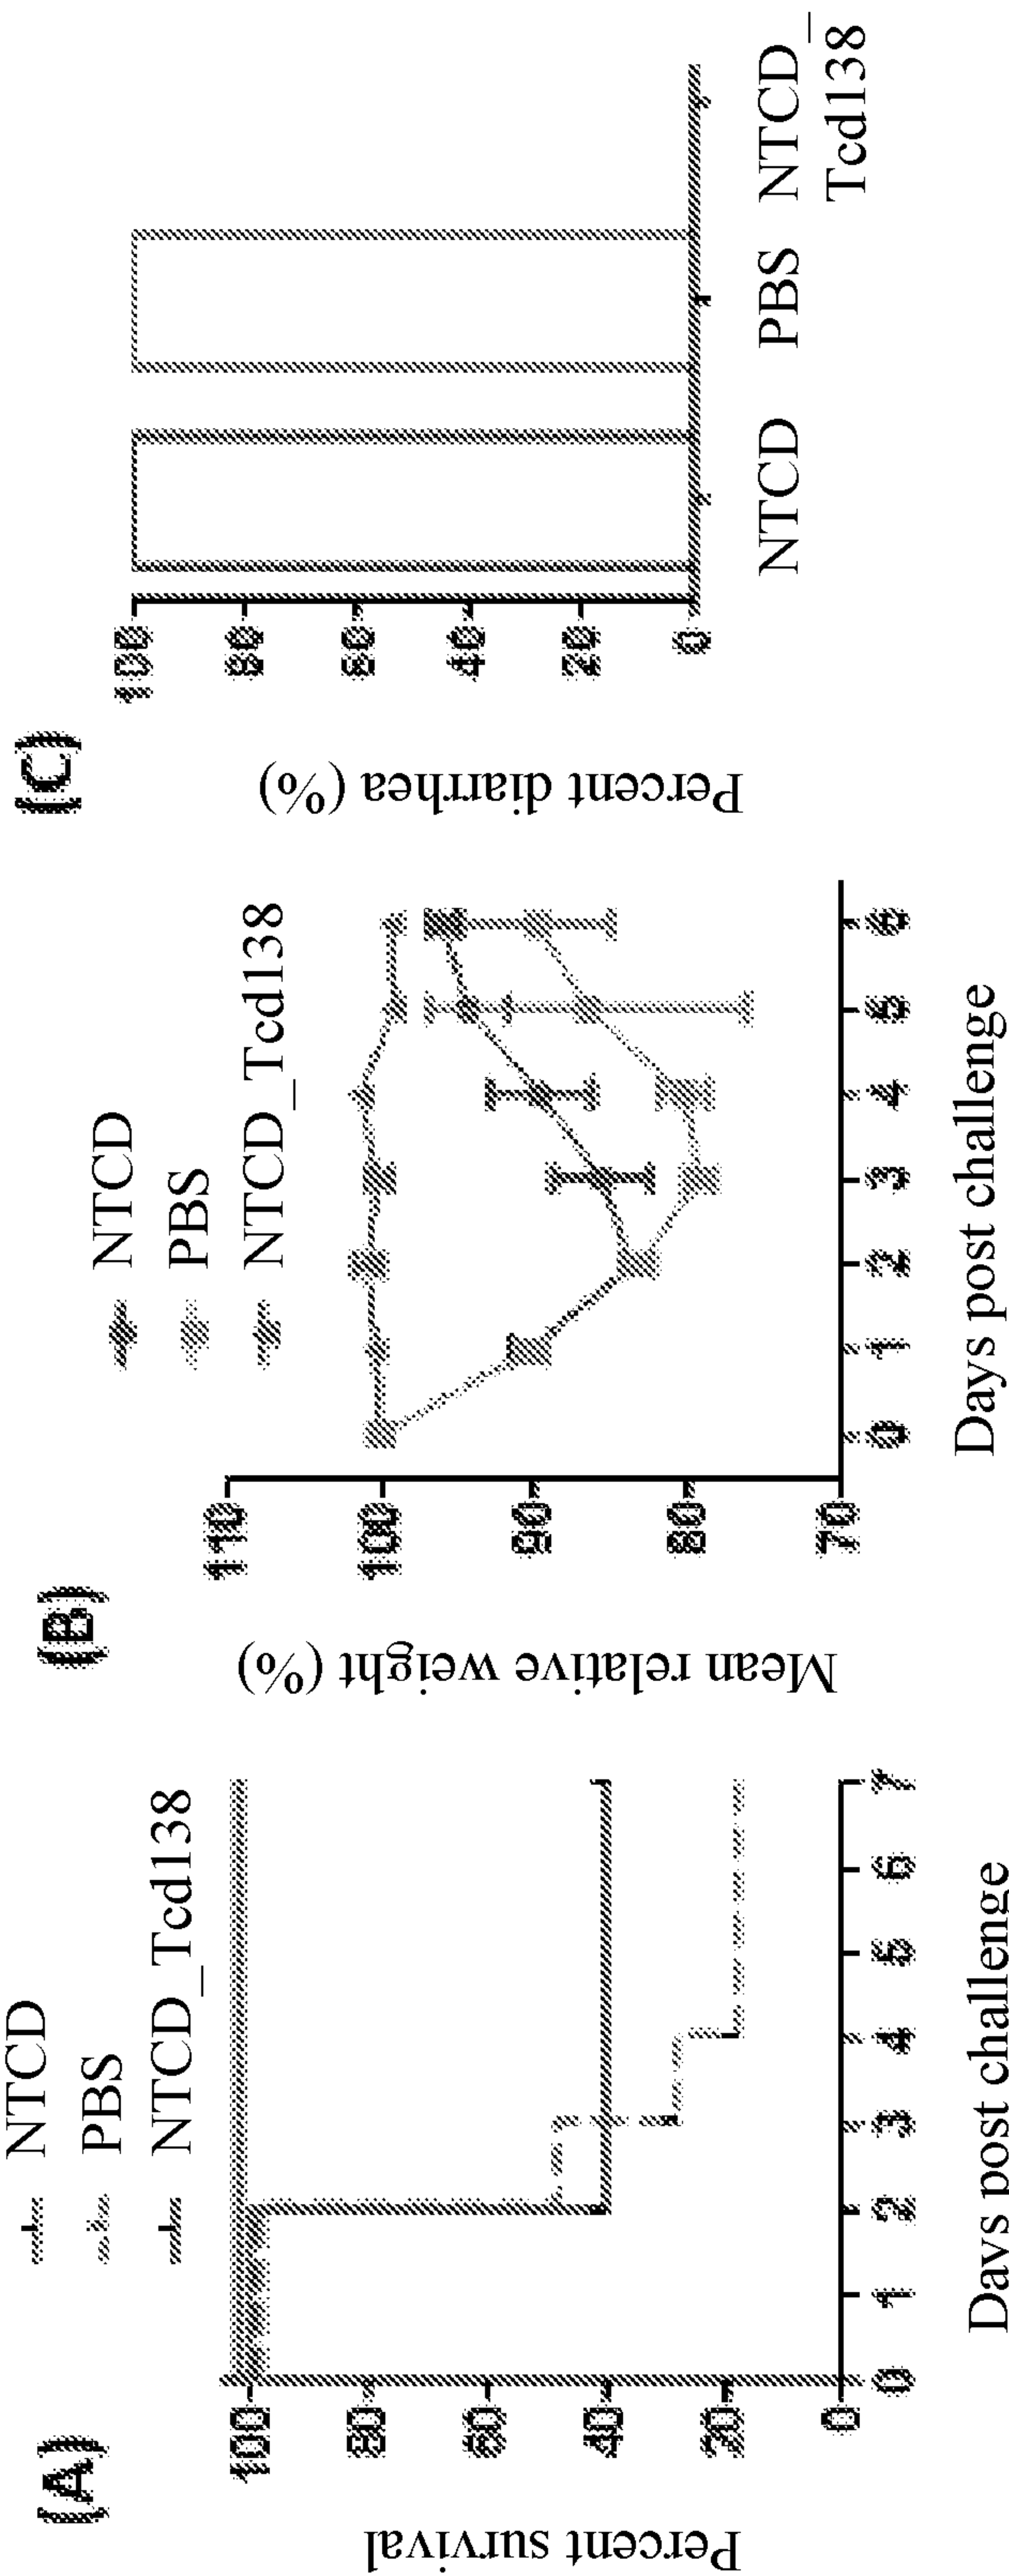 (A)
NTCD
PBS
NTCD_Tcd138
Percent survival
100
80
60
40
20
0
0 1 2 3 4 5 6 7
Days post challenge
(B)
NTCD
PBS
NTCD_Tcd138
Mean relative weight (%)
110
100
90
80
70
0 1 2 3 4 5 6
Days post challenge
(C)
Percent diarrhea (%)
100
80
60
40
20
0
NTCD PBS NTCD_
Tcd138